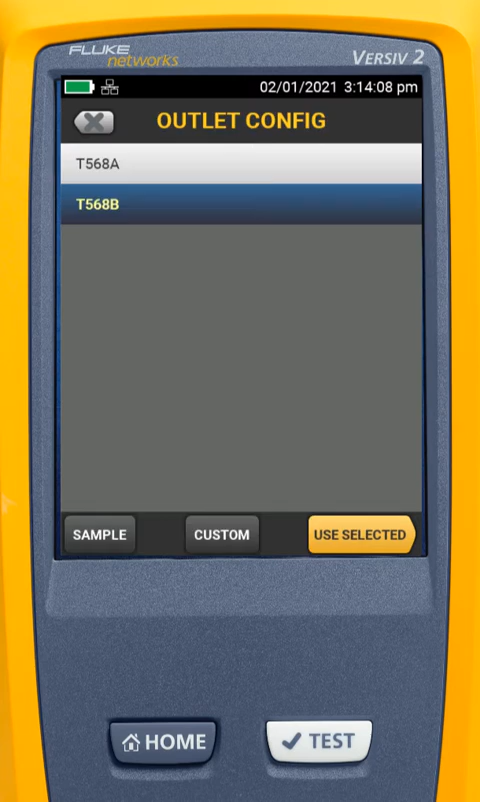 FLUKE
networks
VERSIV 2
02/01/2021 3:14:08 pm
OUTLET CONFIG
T568A
T568B
SAMPLE
CUSTOM
USE SELECTED
HOME
TEST